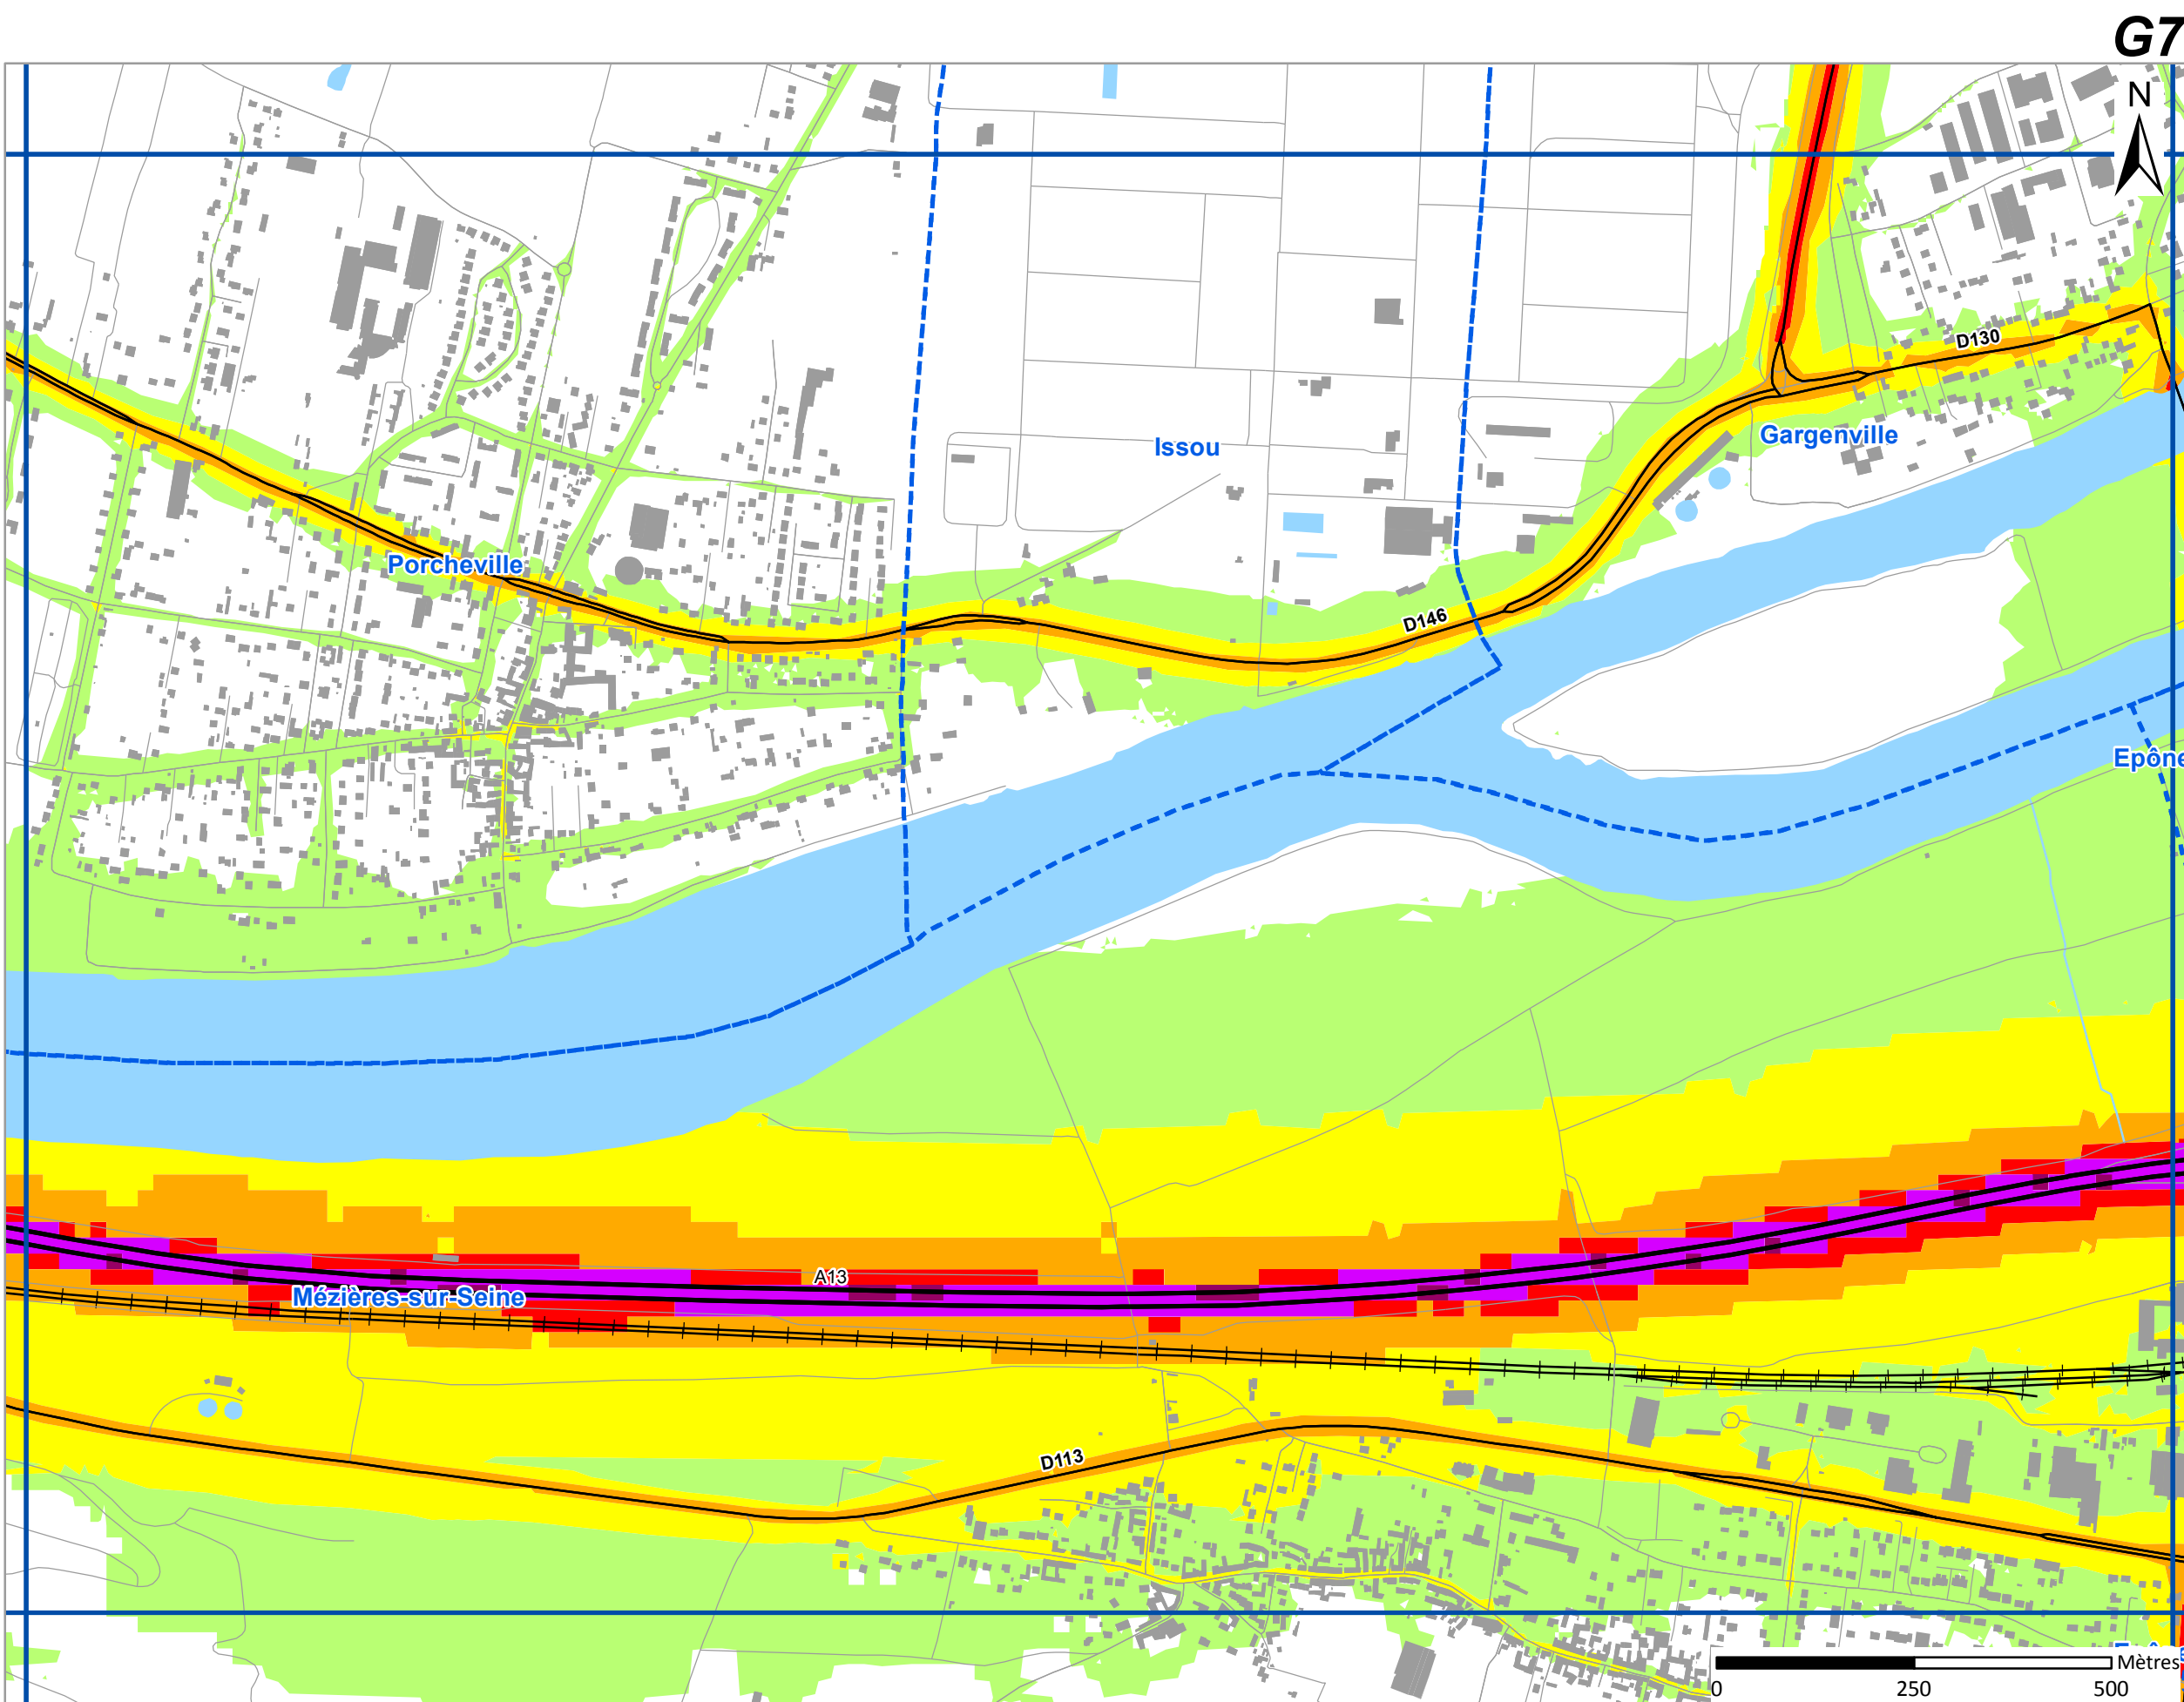 G7
N
D130
Gargenville
Issou
Porcheville
D146
Epône
A13
Mézières-sur-Seine
D113
Mètres
0 250 500